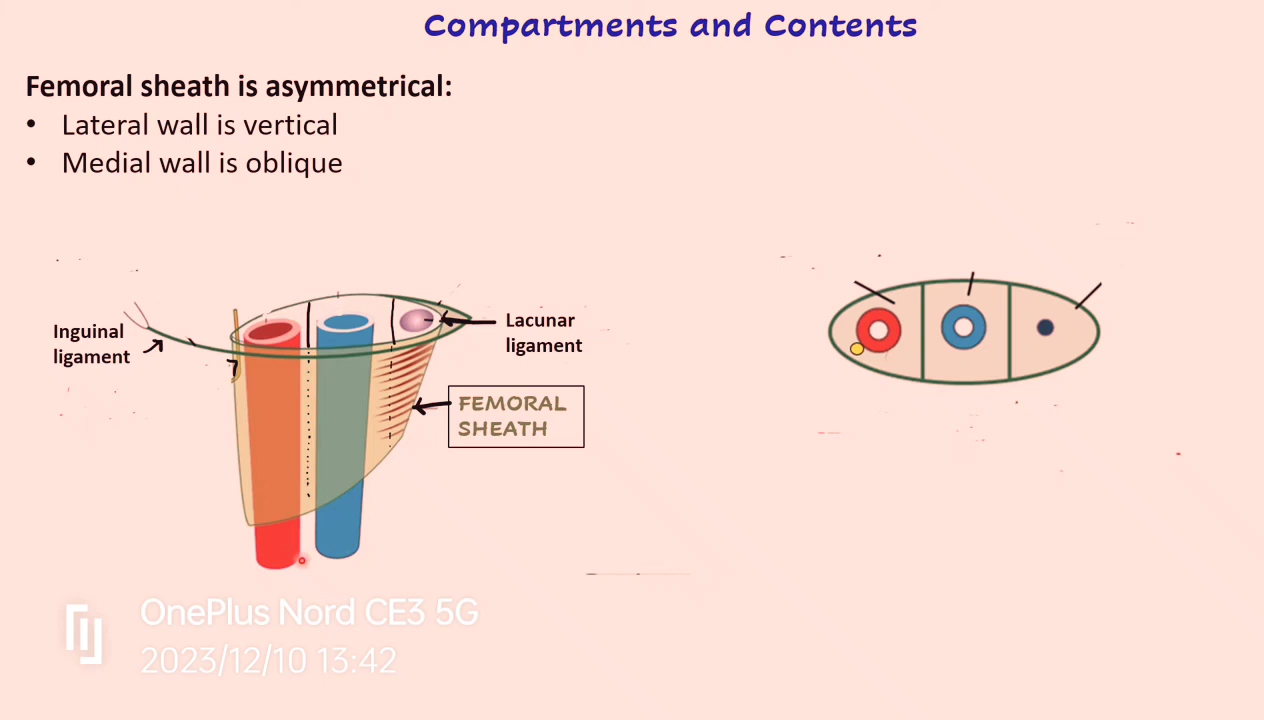 Compartments and Contents
Femoral sheath is asymmetrical:
• Lateral wall is vertical
• Medial wall is oblique
Inguinal
ligament
Lacunar
ligament
FEMORAL
SHEATH
OnePlus Nord CE3 5G
2023/12/10 13:42